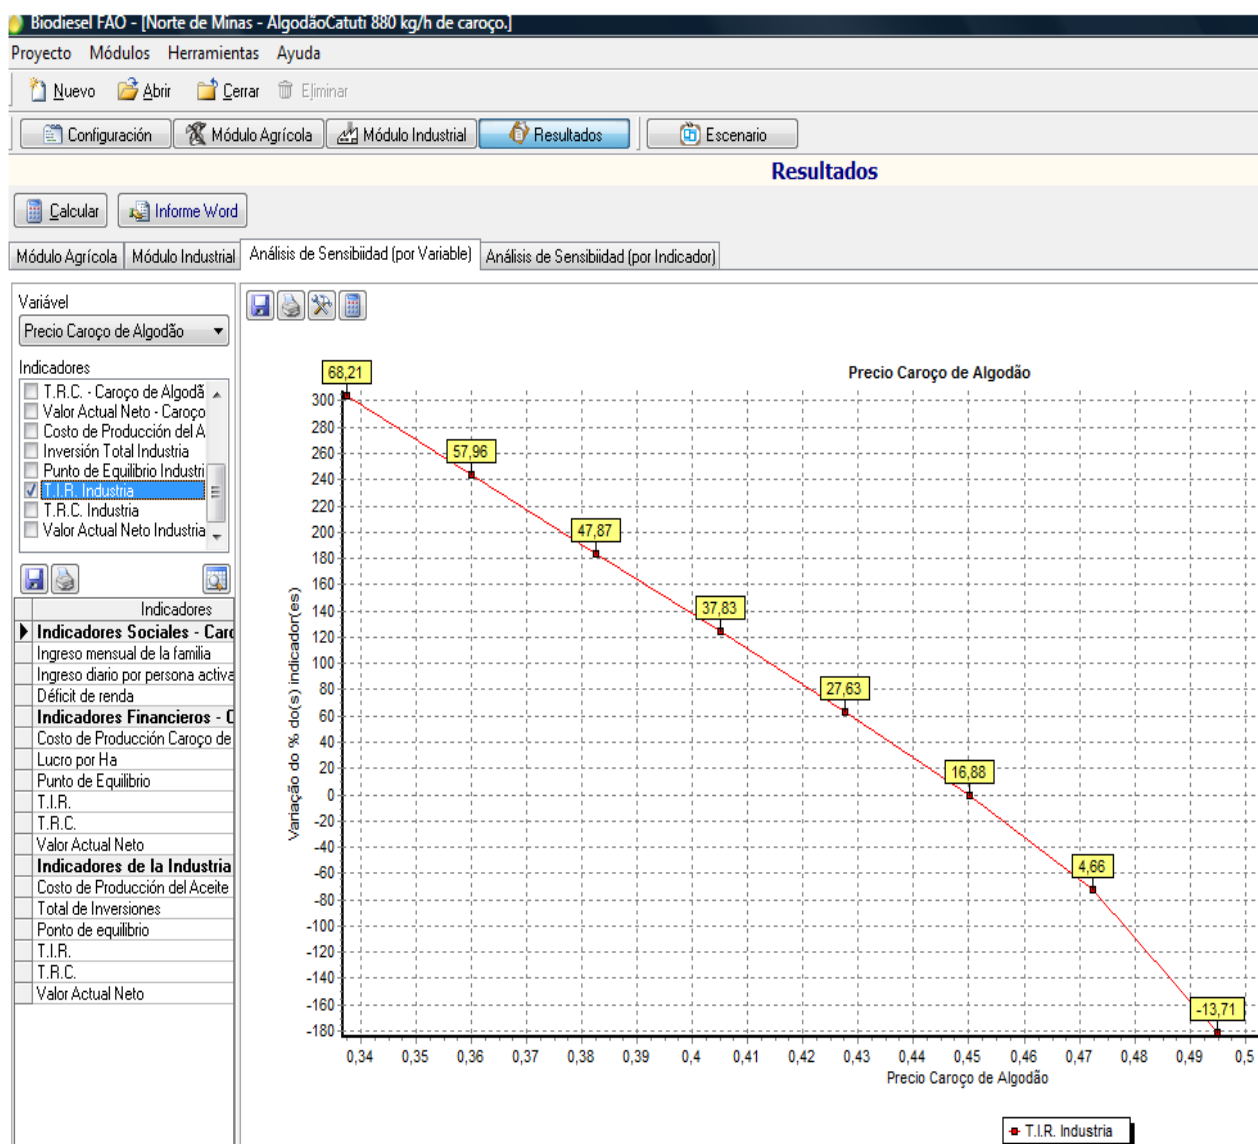 Biodiesel FAO - [Norte de Minas - AlgodãoCatuti 880 kg/h de caroço.]
Proyecto Módulos Herramientas Ayuda
Nuevo Abrir Cerrar Eliminar
Configuración Módulo Agrícola Módulo Industrial Resultados Escenario
Resultados
Calcular Informe Word
Módulo Agrícola Módulo Industrial Análisis de Sensibiidad (por Variable) Análisis de Sensibiidad (por Indicador)
Variável
Precio Caroço de Algodão
Indicadores
T.R.C. - Caroço de Algodã
Valor Actual Neto - Caroço
Costo de Producción del A
Inversión Total Industria
Punto de Equilibrio Industri
T.I.R. Industria
T.R.C. Industria
Valor Actual Neto Industria
Indicadores
Indicadores Sociales - Caro
Ingreso mensual de la familia
Ingreso diario por persona activa
Déficit de renda
Indicadores Financieros - C
Costo de Producción Caroço de
Lucro por Ha
Punto de Equilibrio
T.I.R.
T.R.C.
Valor Actual Neto
Indicadores de la Industria
Costo de Producción del Aceite
Total de Inversiones
Ponto de equilíbrio
T.I.R.
T.R.C.
Valor Actual Neto
Precio Caroço de Algodão
68,21
57,96
47,87
37,83
27,63
16,88
4,66
-13,71
Variação do % do(s) indicador(es)
300
280
260
240
220
200
180
160
140
120
100
80
60
40
20
0
-20
-40
-60
-80
-100
-120
-140
-160
-180
0,34 0,35 0,36 0,37 0,38 0,39 0,4 0,41 0,42 0,43 0,44 0,45 0,46 0,47 0,48 0,49 0,5
Precio Caroço de Algodão
T.I.R. Industria